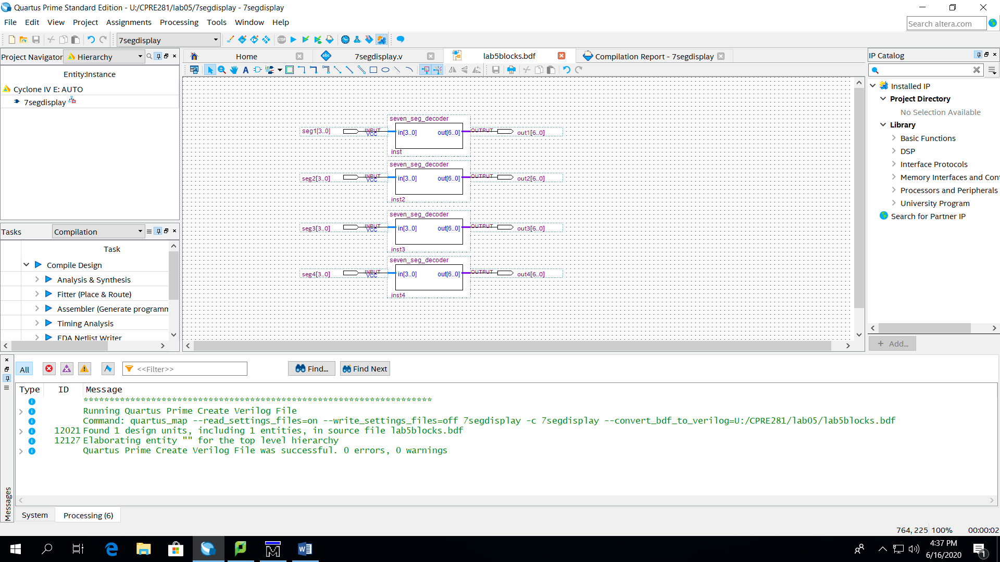 Quartus Prime Standard Edition - U:/CPRE281/lab05/7segdisplay - 7segdisplay
File Edit View Project Assignments Processing Tools Window Help
Search altera.com
7segdisplay
STOP
Project Navigator Hierarchy
Entity:Instance
Cyclone IV E: AUTO
7segdisplay
Tasks Compilation
Task
Compile Design
Analysis & Synthesis
Fitter (Place & Route)
Assembler (Generate programm
Timing Analysis
EDA Netlist Writer
Home
abc 7segdisplay.v
lab5blocks.bdf
Compilation Report - 7segdisplay
seven_seg_decoder
seg1[3..0] INPUT VCC in[3..0] out[6..0] OUTPUT out1[6..0]
inst
seven_seg_decoder
seg2[3..0] INPUT VCC in[3..0] out[6..0] OUTPUT out2[6..0]
inst2
seven_seg_decoder
seg3[3..0] INPUT VCC in[3..0] out[6..0] OUTPUT out3[6..0]
inst3
seven_seg_decoder
seg4[3..0] INPUT VCC in[3..0] out[6..0] OUTPUT out4[6..0]
inst4
IP Catalog
Installed IP
Project Directory
No Selection Available
Library
Basic Functions
DSP
Interface Protocols
Memory Interfaces and Con
Processors and Peripherals
University Program
Search for Partner IP
+ Add...
All <<Filter>> Find... Find Next
Type ID Message
*******************************************************************
Running Quartus Prime Create Verilog File
Command: quartus_map --read_settings_files=on --write_settings_files=off 7segdisplay -c 7segdisplay --convert_bdf_to_verilog=U:/CPRE281/lab05/lab5blocks.bdf
12021 Found 1 design units, including 1 entities, in source file lab5blocks.bdf
12127 Elaborating entity "" for the top level hierarchy
Quartus Prime Create Verilog File was successful. 0 errors, 0 warnings
Messages
System Processing (6)
764, 225 100% 00:00:02
4:37 PM
6/16/2020
1